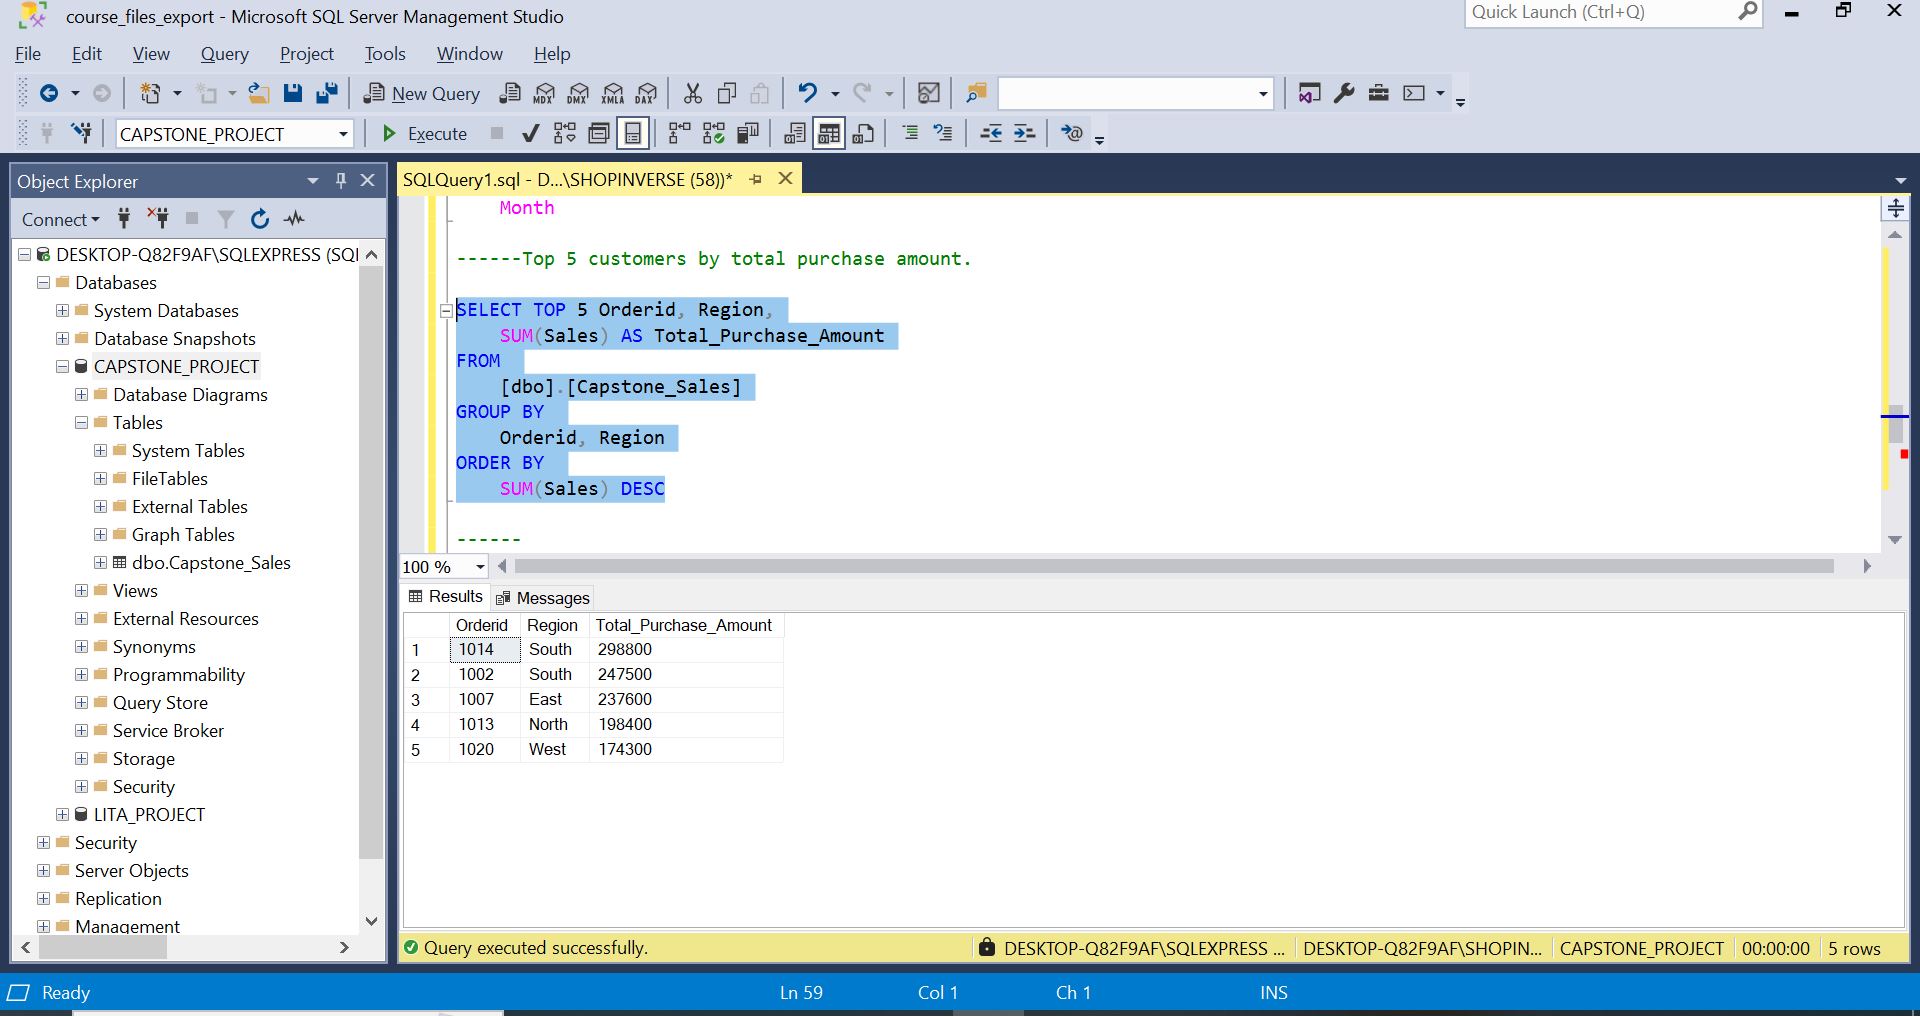 course_files_export - Microsoft SQL Server Management Studio
Quick Launch (Ctrl+Q)
File Edit View Query Project Tools Window Help
New Query MDX DMX XMLA DAX
CAPSTONE_PROJECT Execute
Object Explorer
Connect
DESKTOP-Q82F9AF\SQLEXPRESS (SQL
Databases
System Databases
Database Snapshots
CAPSTONE_PROJECT
Database Diagrams
Tables
System Tables
FileTables
External Tables
Graph Tables
dbo.Capstone_Sales
Views
External Resources
Synonyms
Programmability
Query Store
Service Broker
Storage
Security
LITA_PROJECT
Security
Server Objects
Replication
Management
SQLQuery1.sql - D...\SHOPINVERSE (58))*
Month
------Top 5 customers by total purchase amount.
SELECT TOP 5 Orderid, Region,
SUM(Sales) AS Total_Purchase_Amount
FROM
[dbo].[Capstone_Sales]
GROUP BY
Orderid, Region
ORDER BY
SUM(Sales) DESC
------
100 %
Results Messages
Orderid Region Total_Purchase_Amount
1 1014 South 298800
2 1002 South 247500
3 1007 East 237600
4 1013 North 198400
5 1020 West 174300
Query executed successfully. DESKTOP-Q82F9AF\SQLEXPRESS ... DESKTOP-Q82F9AF\SHOPIN... CAPSTONE_PROJECT 00:00:00 5 rows
Ready Ln 59 Col 1 Ch 1 INS